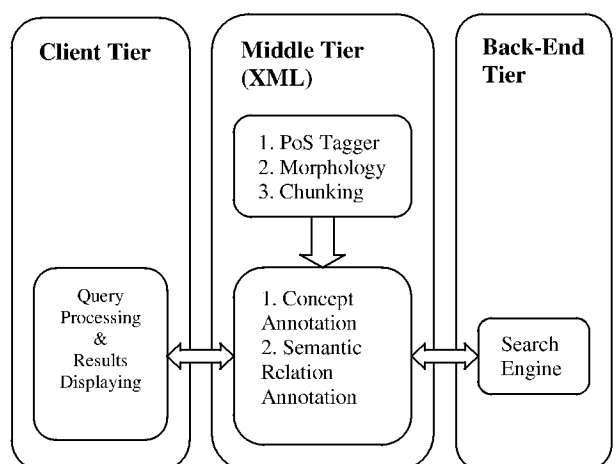 Client Tier
Middle Tier
(XML)
Back-End
Tier
1. PoS Tagger
2. Morphology
3. Chunking
Query
Processing
&
Results
Displaying
1. Concept
Annotation
2. Semantic
Relation
Annotation
Search
Engine